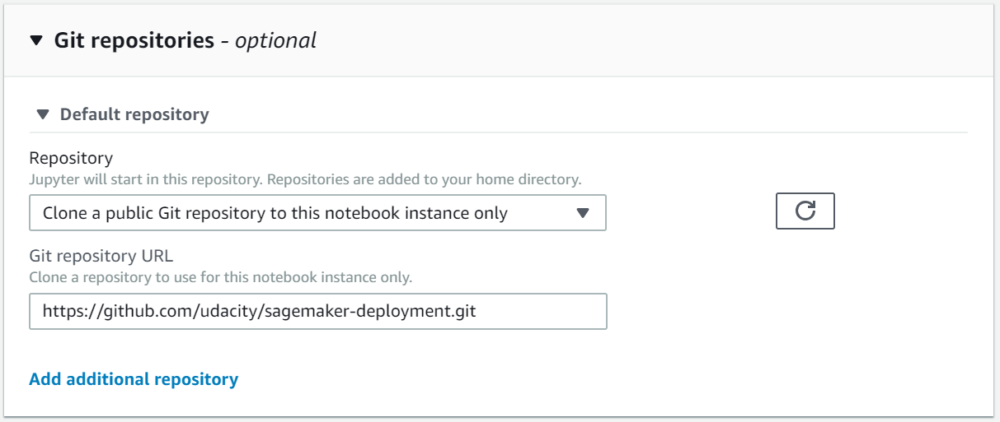 Git repositories - optional
Default repository
Repository
Jupyter will start in this repository. Repositories are added to your home directory.
Clone a public Git repository to this notebook instance only
Git repository URL
Clone a repository to use for this notebook instance only.
https://github.com/udacity/sagemaker-deployment.git
Add additional repository